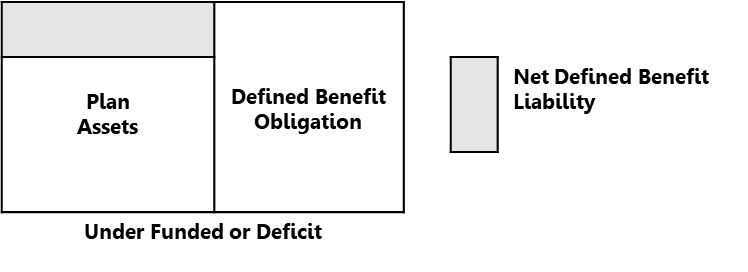 Plan
Assets
Defined Benefit
Obligation
Net Defined Benefit
Liability
Under Funded or Deficit